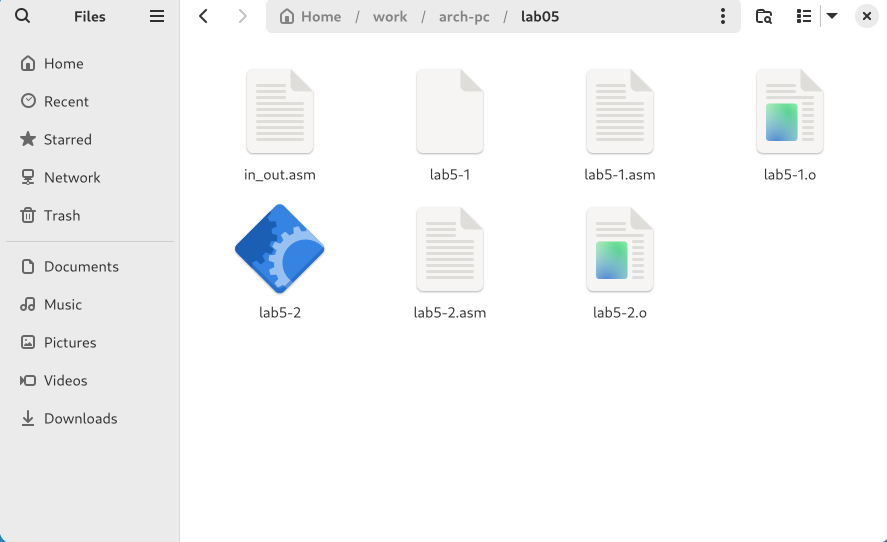 Files
Home / work / arch-pc / lab05
Home
Recent
Starred
Network
Trash
Documents
Music
Pictures
Videos
Downloads
in_out.asm
lab5-1
lab5-1.asm
lab5-1.o
lab5-2
lab5-2.asm
lab5-2.o